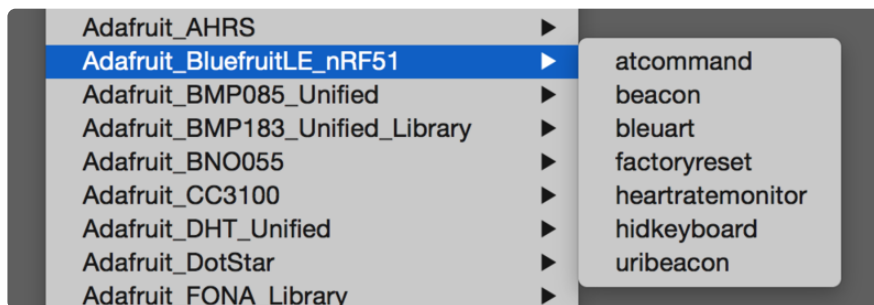 Adafruit_AHRS
Adafruit_BluefruitLE_nRF51
Adafruit_BMP085_Unified
Adafruit_BMP183_Unified_Library
Adafruit_BNO055
Adafruit_CC3100
Adafruit_DHT_Unified
Adafruit_DotStar
Adafruit_FONA_Library
atcommand
beacon
bleuart
factoryreset
heartratemonitor
hidkeyboard
uribeacon